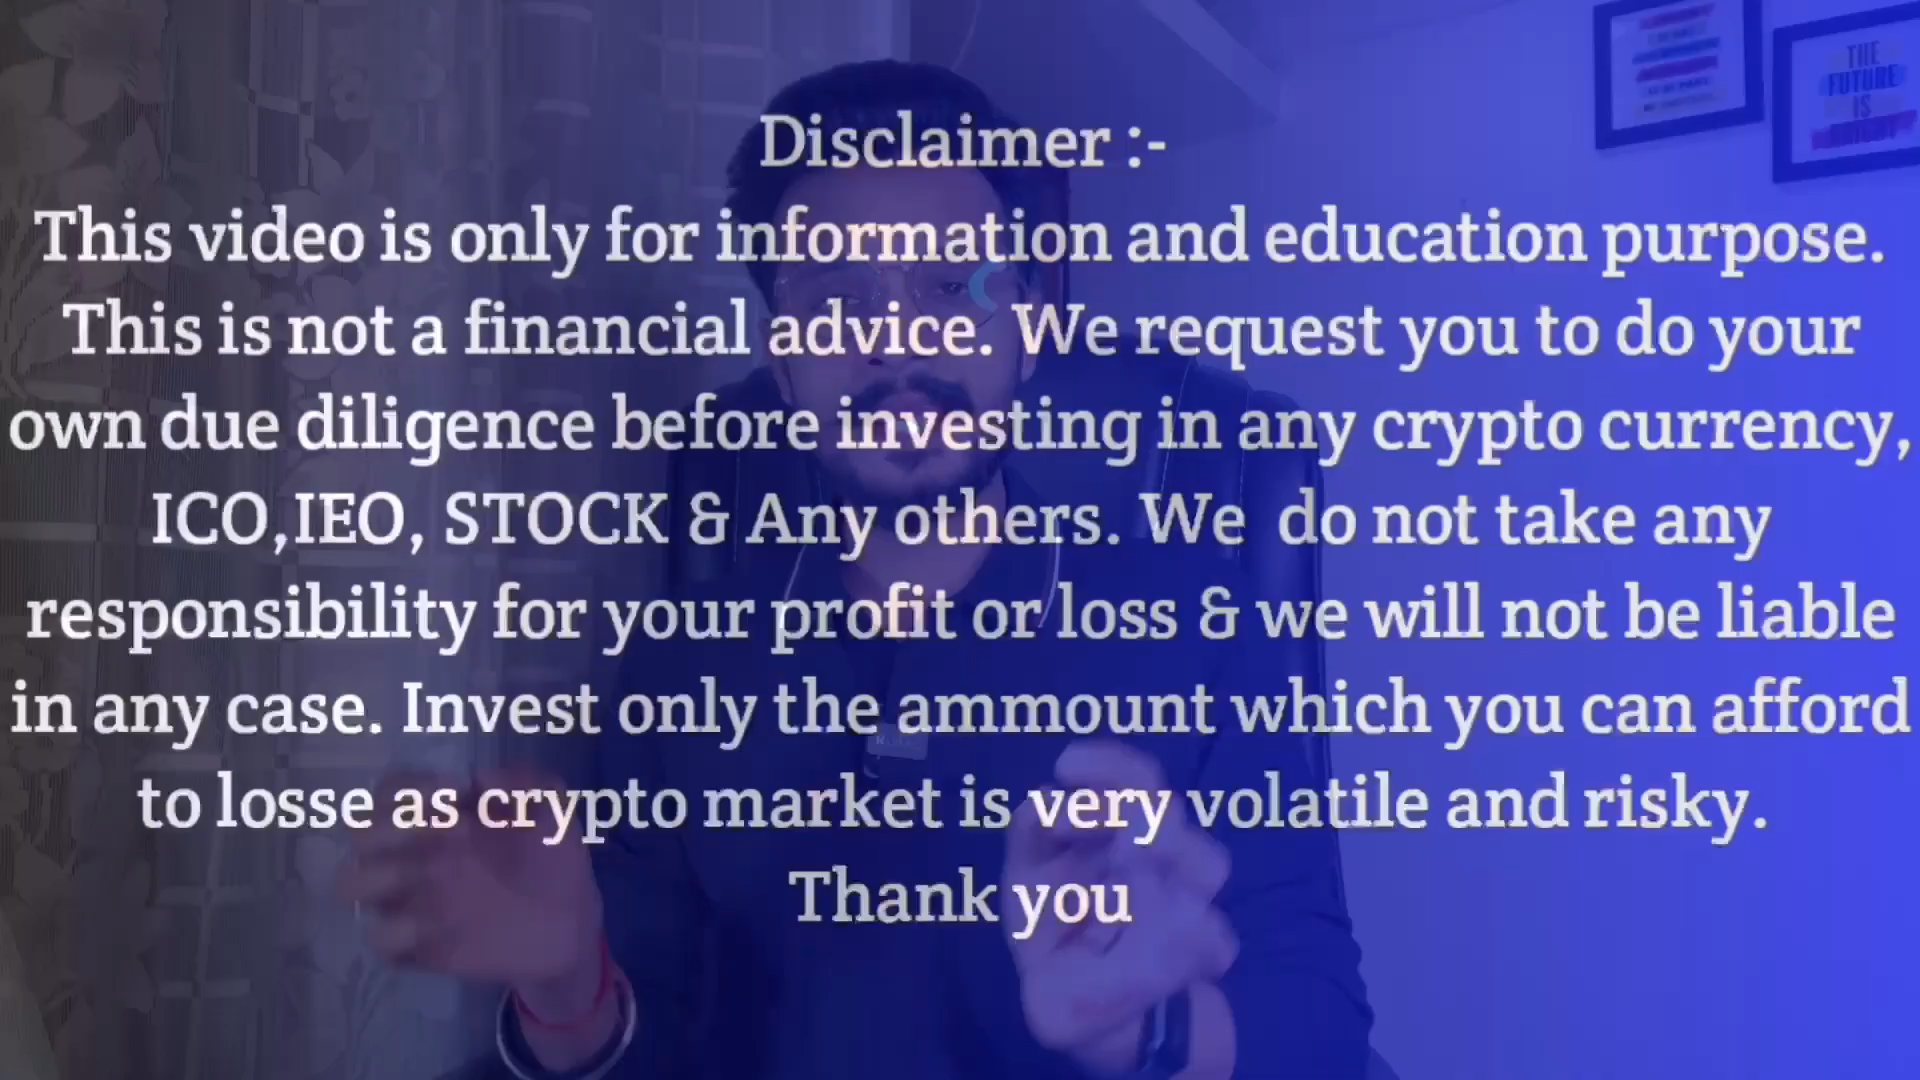 THE
FUTURE
IS
Disclaimer :-
This video is only for information and education purpose.
This is not a financial advice. We request you to do your
own due diligence before investing in any crypto currency,
ICO,IEO, STOCK & Any others. We do not take any
responsibility for your profit or loss & we will not be liable
in any case. Invest only the ammount which you can afford
to losse as crypto market is very volatile and risky.
Thank you